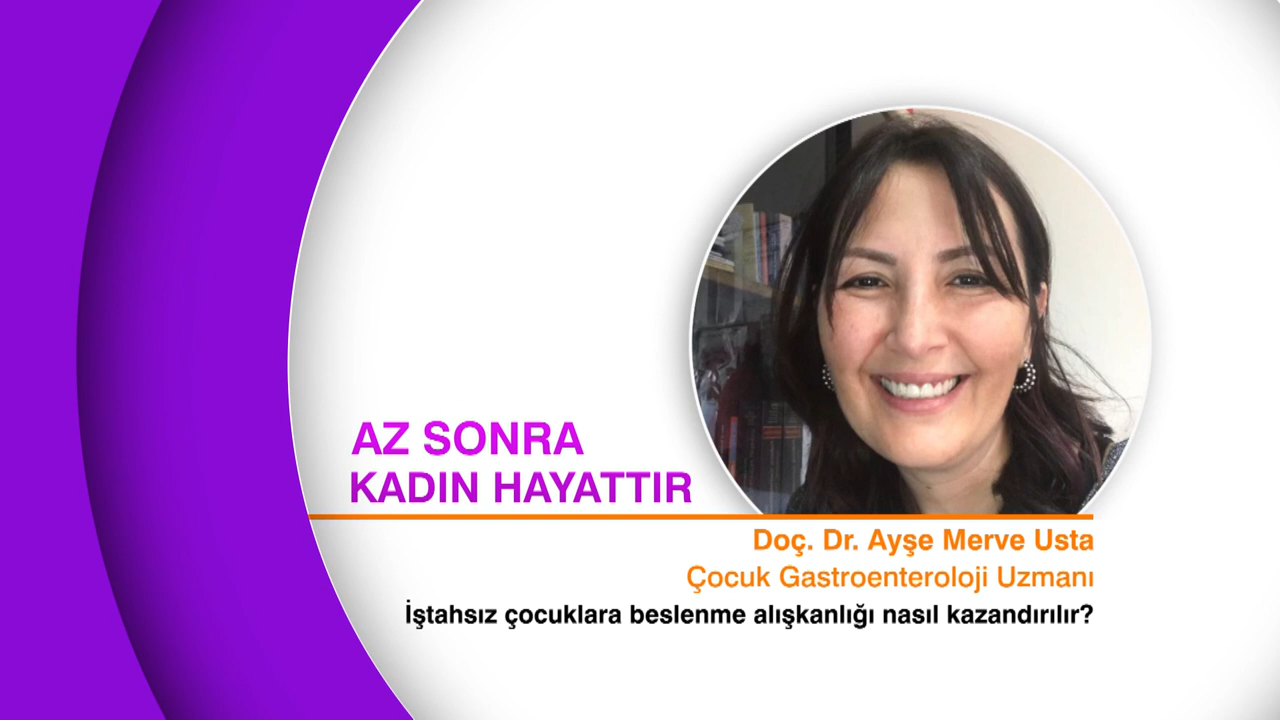 AZ SONRA
KADIN HAYATTIR
Doç. Dr. Ayşe Merve Usta
Çocuk Gastroenteroloji Uzmanı
İştahsız çocuklara beslenme alışkanlığı nasıl kazandırılır?